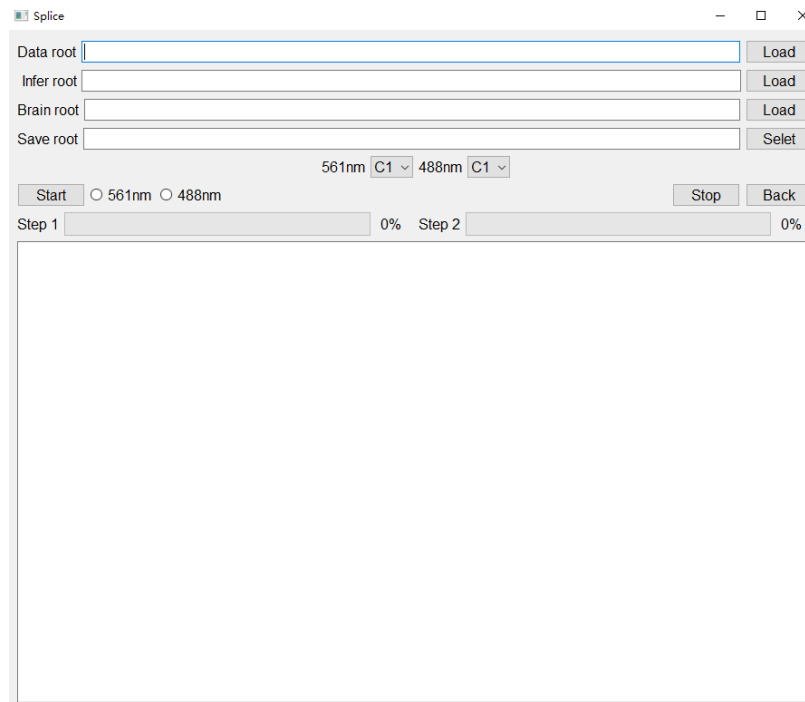 Splice
Data root Load
Infer root Load
Brain root Load
Save root Selet
561nm C1 488nm C1
Start 561nm 488nm Stop Back
Step 1 0% Step 2 0%